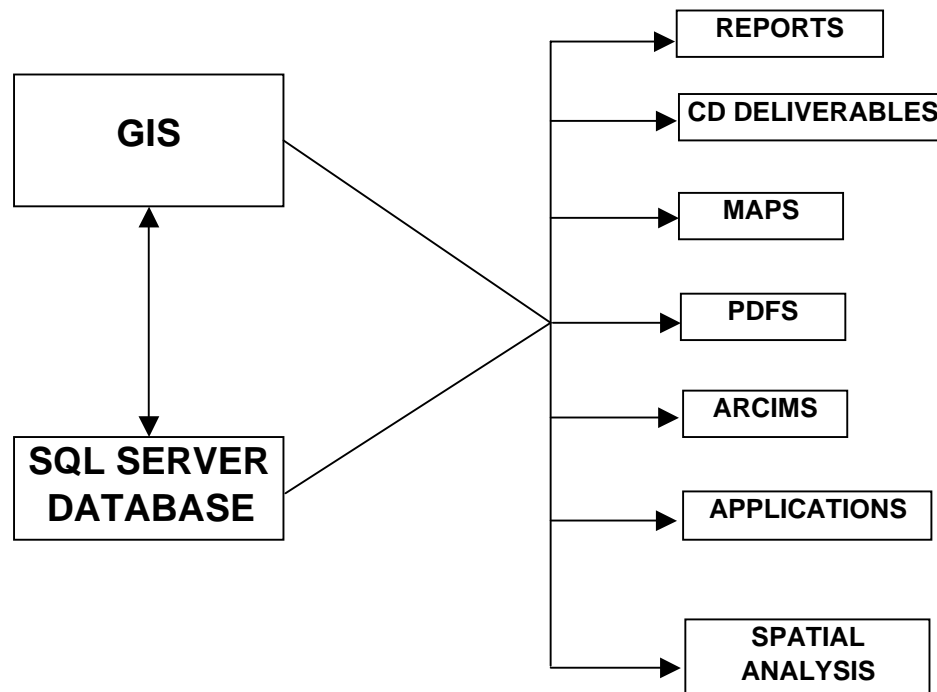 GIS
SQL SERVER
DATABASE
REPORTS
CD DELIVERABLES
MAPS
PDFS
ARCIMS
APPLICATIONS
SPATIAL
ANALYSIS